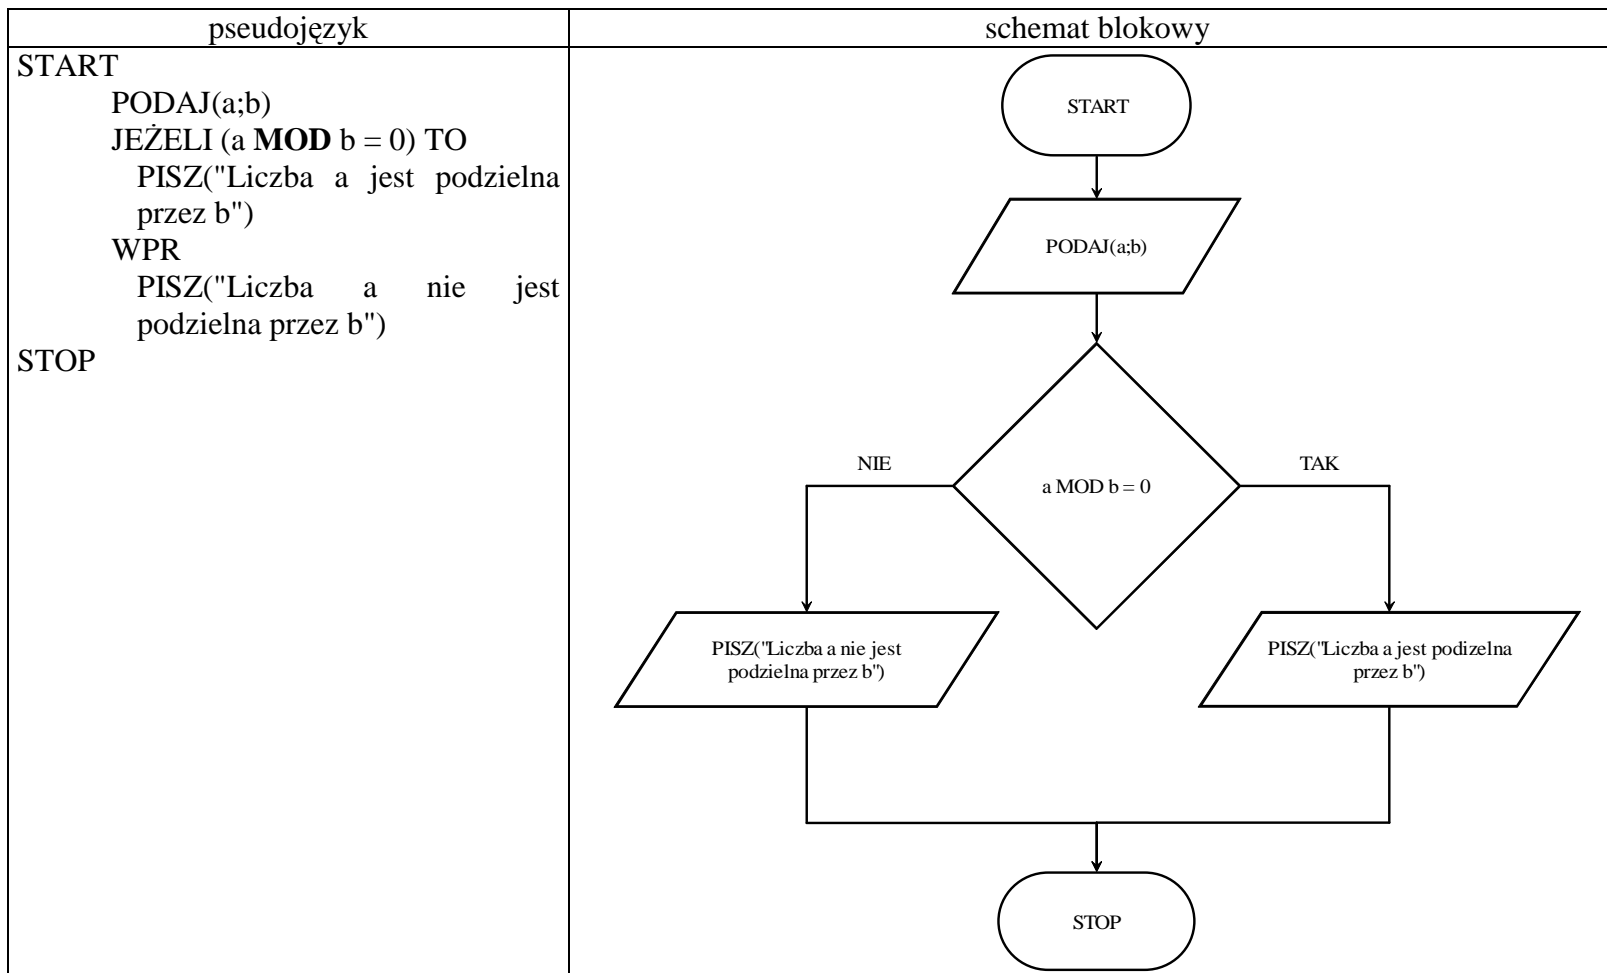 pseudojęzyk
schemat blokowy
START
PODAJ(a;b)
JEŻELI (a MOD b = 0) TO
PISZ("Liczba a jest podzielna
przez b")
WPR
PISZ("Liczba a nie jest
podzielna przez b")
STOP
START
PODAJ(a;b)
NIE
TAK
a MOD b = 0
PISZ("Liczba a nie jest
podzielna przez b")
PISZ("Liczba a jest podizelna
przez b")
STOP